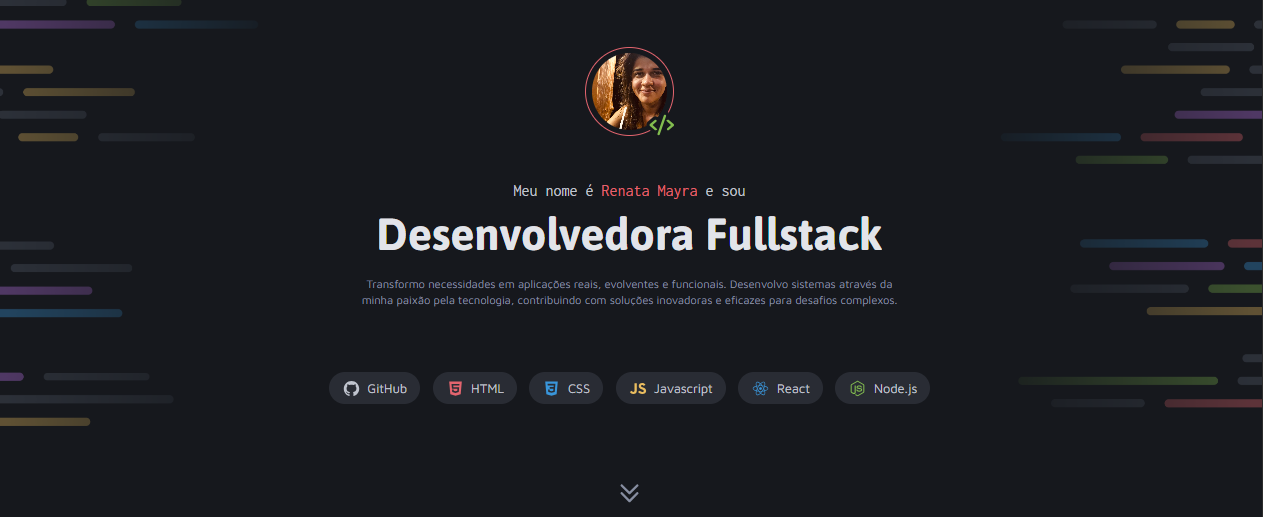 </>
Meu nome é Renata Mayra e sou
Desenvolvedora Fullstack
Transformo necessidades em aplicações reais, evolventes e funcionais. Desenvolvo sistemas através da
minha paixão pela tecnologia, contribuindo com soluções inovadoras e eficazes para desafios complexos.
GitHub HTML CSS JS Javascript React JS Node.js